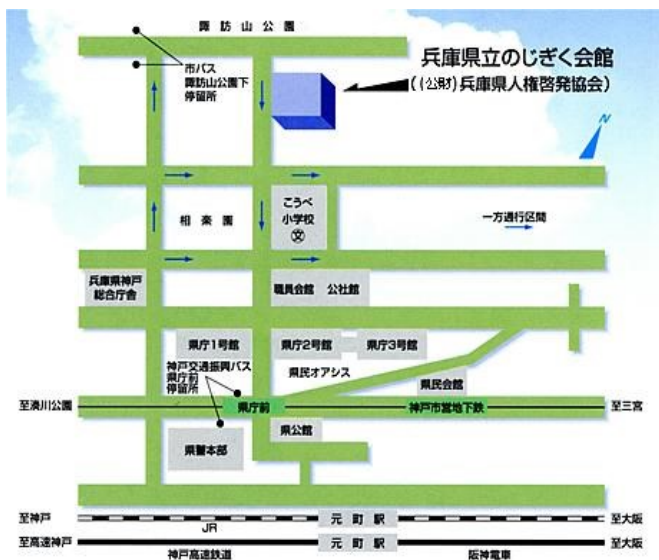 諏訪山公園
市バス
諏訪山公園下
停留所
兵庫県立のじぎく会館
((公財)兵庫県人権啓発協会)
N
相楽園
こうべ
小学校
文
一方通行区間
兵庫県神戸
総合庁舎
職員会館 公社館
県庁1号館
県庁2号館
県庁3号館
神戸交通振興バス
県庁前
停留所
県民オアシス
県民会館
至湊川公園
県庁前
神戸市営地下鉄
至三宮
県公館
県警本部
至神戸
JR
元町駅
至大阪
至高速神戸
神戸高速鉄道
元町駅
阪神電車
至大阪